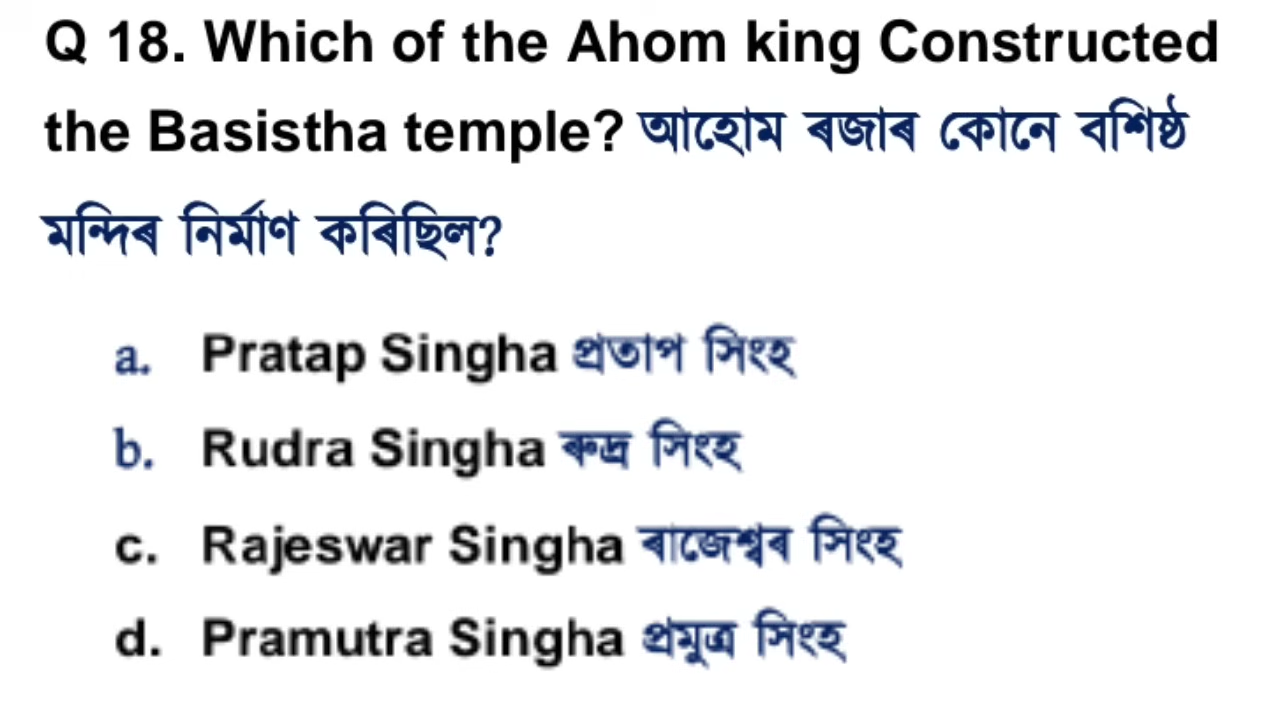 Q 18. Which of the Ahom king Constructed
the Basistha temple? আহোম ৰজাৰ কোনে বশিষ্ঠ
মন্দিৰ নিৰ্মাণ কৰিছিল?
a. Pratap Singha প্ৰতাপ সিংহ
b. Rudra Singha ৰুদ্ৰ সিংহ
c. Rajeswar Singha ৰাজেশ্বৰ সিংহ
d. Pramutra Singha প্ৰমুত্ৰ সিংহ